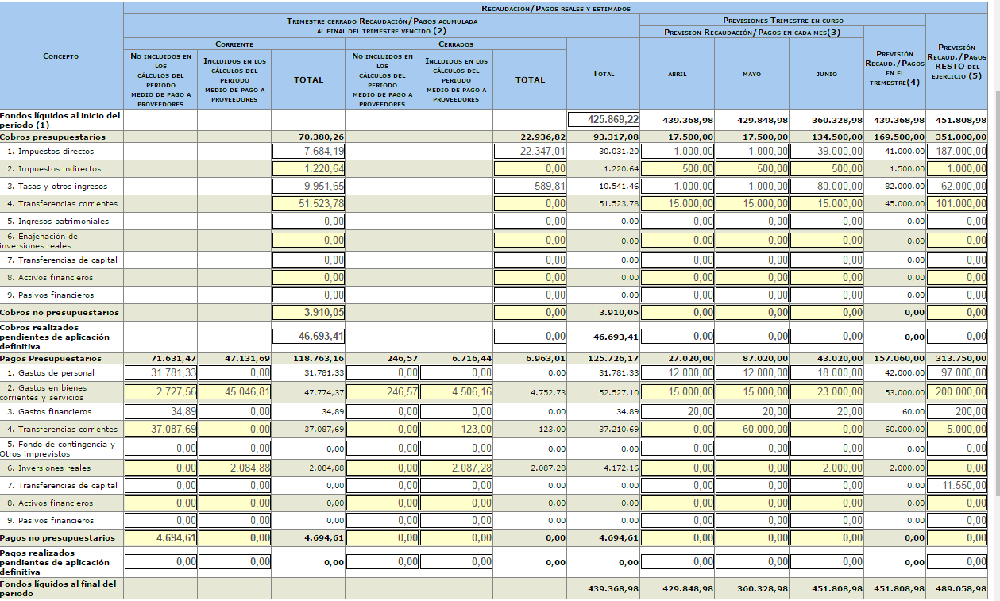 RECAUDACION/PAGOS REALES Y ESTIMADOS
TRIMESTRE CERRADO RECAUDACIÓN/PAGOS ACUMULADA
AL FINAL DEL TRIMESTRE VENCIDO (2)
PREVISIONES TRIMESTRE EN CURSO
PREVISION RECAUDACIÓN/PAGOS EN CADA MES(3)
CORRIENTE CERRADOS
CONCEPTO
NO INCLUIDOS EN
LOS
CÁLCULOS DEL
PERIODO
MEDIO DE PAGO A
PROVEEDORES
INCLUIDOS EN LOS
CÁLCULOS DEL
PERIODO
MEDIO DE PAGO A
PROVEEDORES
TOTAL
NO INCLUIDOS EN
LOS
CÁLCULOS DEL
PERIODO
MEDIO DE PAGO A
PROVEEDORES
INCLUIDOS EN LOS
CÁLCULOS DEL
PERIODO
MEDIO DE PAGO A
PROVEEDORES
TOTAL
TOTAL
ABRIL
MAYO
JUNIO
PREVISIÓN
RECAUD./PAGOS
EN EL
TRIMESTRE(4)
PREVISIÓN
RECAUD./PAGOS
RESTO DEL
EJERCICIO (5)
Fondos líquidos al inicio del
periodo (1) 425.869,22 439.368,98 429.848,98 360.328,98 439.368,98 451.808,98
Cobros presupuestarios 70.380,26 22.936,82 93.317,08 17.500,00 17.500,00 134.500,00 169.500,00 351.000,00
1. Impuestos directos 7.684,19 22.347,01 30.031,20 1.000,00 1.000,00 39.000,00 41.000,00 187.000,00
2. Impuestos indirectos 1.220,64 0,00 1.220,64 500,00 500,00 500,00 1.500,00 1.000,00
3. Tasas y otros ingresos 9.951,65 589,81 10.541,46 1.000,00 1.000,00 80.000,00 82.000,00 62.000,00
4. Transferencias corrientes 51.523,78 0,00 51.523,78 15.000,00 15.000,00 15.000,00 45.000,00 101.000,00
5. Ingresos patrimoniales 0,00 0,00 0,00 0,00 0,00 0,00 0,00 0,00
6. Enajenación de
inversiones reales 0,00 0,00 0,00 0,00 0,00 0,00 0,00 0,00
7. Transferencias de capital 0,00 0,00 0,00 0,00 0,00 0,00 0,00 0,00
8. Activos financieros 0,00 0,00 0,00 0,00 0,00 0,00 0,00 0,00
9. Pasivos financieros 0,00 0,00 0,00 0,00 0,00 0,00 0,00 0,00
Cobros no presupuestarios 3.910,05 0,00 3.910,05 0,00 0,00 0,00 0,00 0,00
Cobros realizados
pendientes de aplicación
definitiva 46.693,41 0,00 46.693,41 0,00 0,00 0,00 0,00 0,00
Pagos Presupuestarios 71.631,47 47.131,69 118.763,16 246,57 6.716,44 6.963,01 125.726,17 27.020,00 87.020,00 43.020,00 157.060,00 313.750,00
1. Gastos de personal 31.781,33 0,00 31.781,33 0,00 0,00 0,00 31.781,33 12.000,00 12.000,00 18.000,00 42.000,00 97.000,00
2. Gastos en bienes
corrientes y servicios 2.727,56 45.046,81 47.774,37 246,57 4.506,16 4.752,73 52.527,10 15.000,00 15.000,00 23.000,00 53.000,00 200.000,00
3. Gastos financieros 34,89 0,00 34,89 0,00 0,00 0,00 34,89 20,00 20,00 20,00 60,00 200,00
4. Transferencias corrientes 37.087,69 0,00 37.087,69 0,00 123,00 123,00 37.210,69 0,00 60.000,00 0,00 60.000,00 5.000,00
5. Fondo de contingencia y
Otros imprevistos 0,00 0,00 0,00 0,00 0,00 0,00 0,00 0,00 0,00 0,00 0,00 0,00
6. Inversiones reales 0,00 2.084,88 2.084,88 0,00 2.087,28 2.087,28 4.172,16 0,00 0,00 2.000,00 2.000,00 0,00
7. Transferencias de capital 0,00 0,00 0,00 0,00 0,00 0,00 0,00 0,00 0,00 0,00 0,00 11.550,00
8. Activos financieros 0,00 0,00 0,00 0,00 0,00 0,00 0,00 0,00 0,00 0,00 0,00 0,00
9. Pasivos financieros 0,00 0,00 0,00 0,00 0,00 0,00 0,00 0,00 0,00 0,00 0,00 0,00
Pagos no presupuestarios 4.694,61 0,00 4.694,61 0,00 0,00 0,00 4.694,61 0,00 0,00 0,00 0,00 0,00
Pagos realizados
pendientes de aplicación
definitiva 0,00 0,00 0,00 0,00 0,00 0,00 0,00 0,00 0,00 0,00 0,00 0,00
Fondos líquidos al final del
periodo 439.368,98 429.848,98 360.328,98 451.808,98 451.808,98 489.058,98